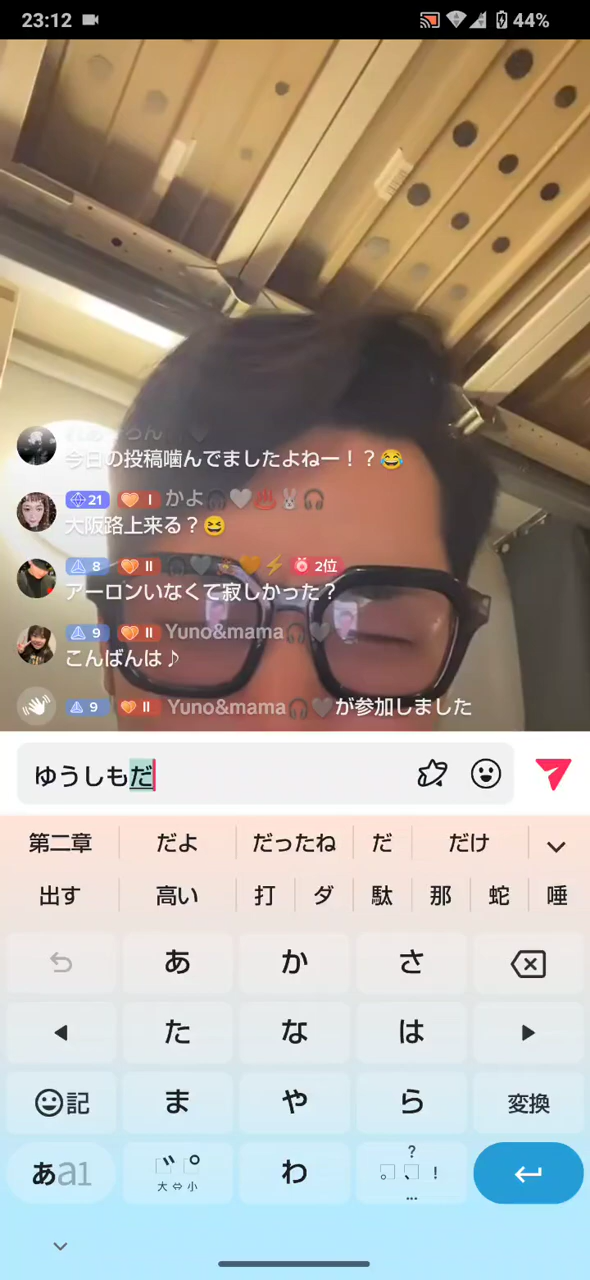 23:12
44%
今日の投稿噛んでましたよねー！？😂
21 I かよ🎧🤍♨️🐰🎧
大阪路上来る？😆
8 II 2位
アーロンいなくて寂しかった？
9 II Yuno&mama🎧🖤
こんばんは♪
9 II Yuno&mama🎧🖤が参加しました
ゆうしもだ
第二章 だよ だったね だ だけ
出す 高い 打 ダ 駄 那 蛇 唾
あ か さ
た な は
記 ま や ら 変換
あa1 大⇔小 わ 。、?!…